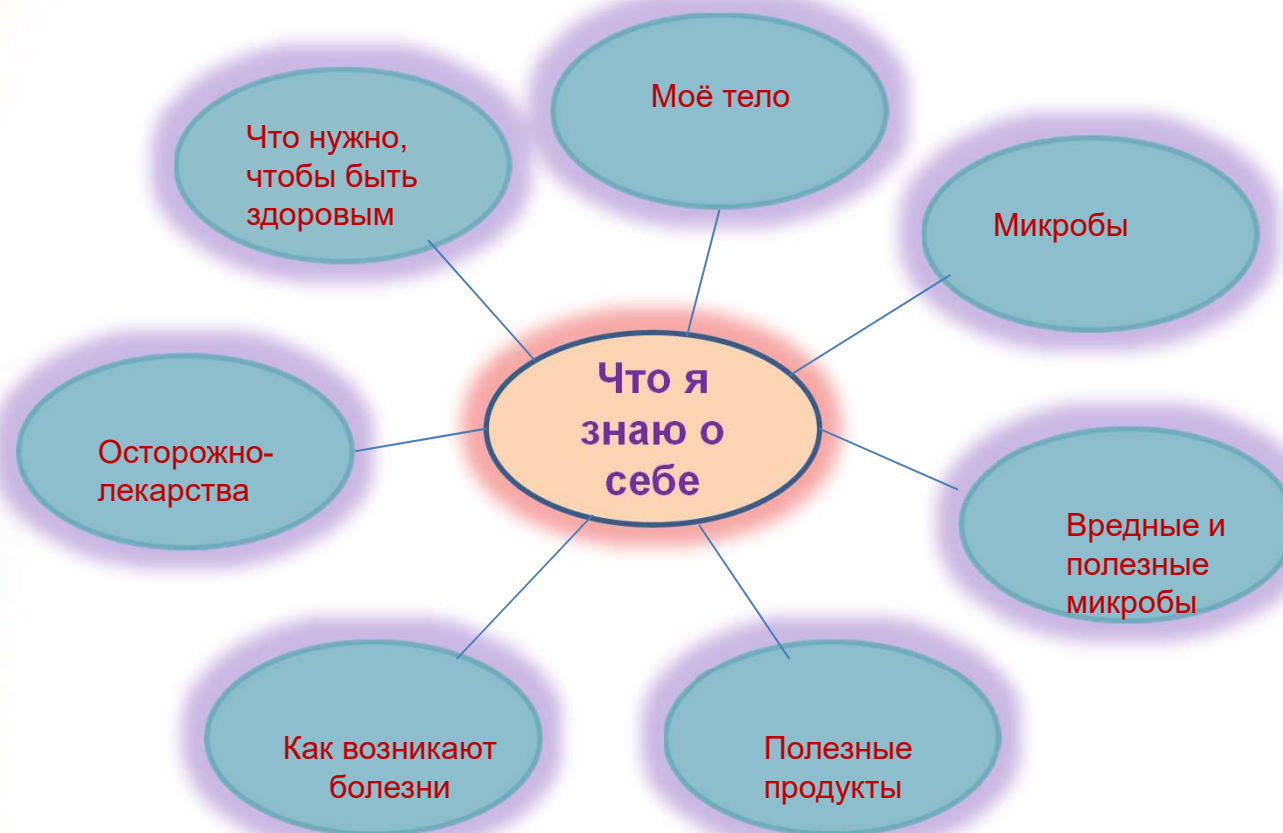 Моё тело
Что нужно,
чтобы быть
здоровым
Микробы
Что я
знаю о
себе
Осторожно-
лекарства
Вредные и
полезные
микробы
Как возникают
болезни
Полезные
продукты